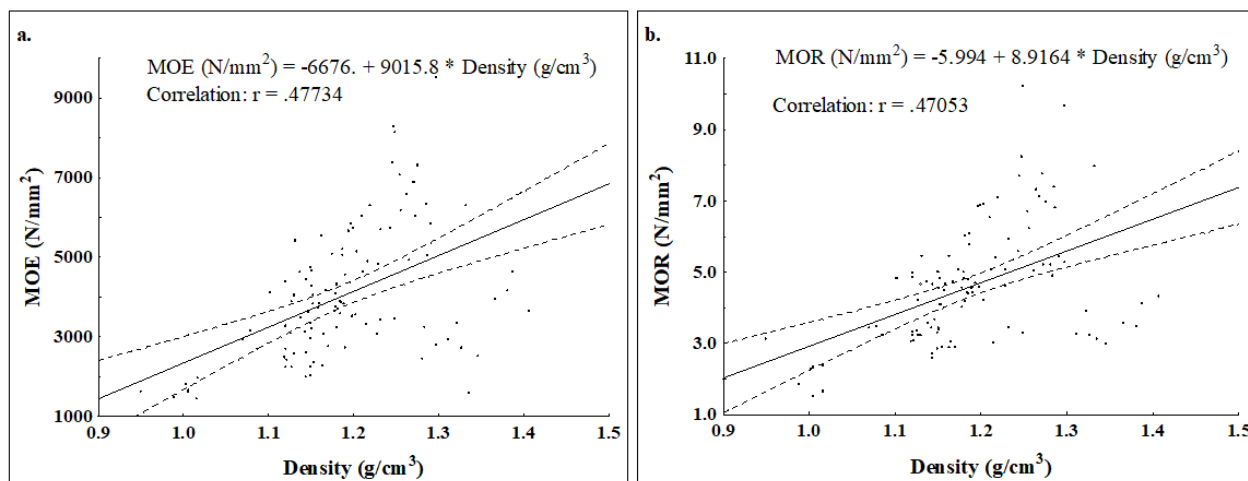 a.
MOE (N/mm²) = -6676. + 9015.8 * Density (g/cm³)
Correlation: r = .47734
9000
7000
5000
3000
1000
MOE (N/mm²)
0.9 1.0 1.1 1.2 1.3 1.4 1.5
Density (g/cm³)
b.
MOR (N/mm²) = -5.994 + 8.9164 * Density (g/cm³)
Correlation: r = .47053
11.0
9.0
7.0
5.0
3.0
1.0
MOR (N/mm²)
0.9 1.0 1.1 1.2 1.3 1.4 1.5
Density (g/cm³)